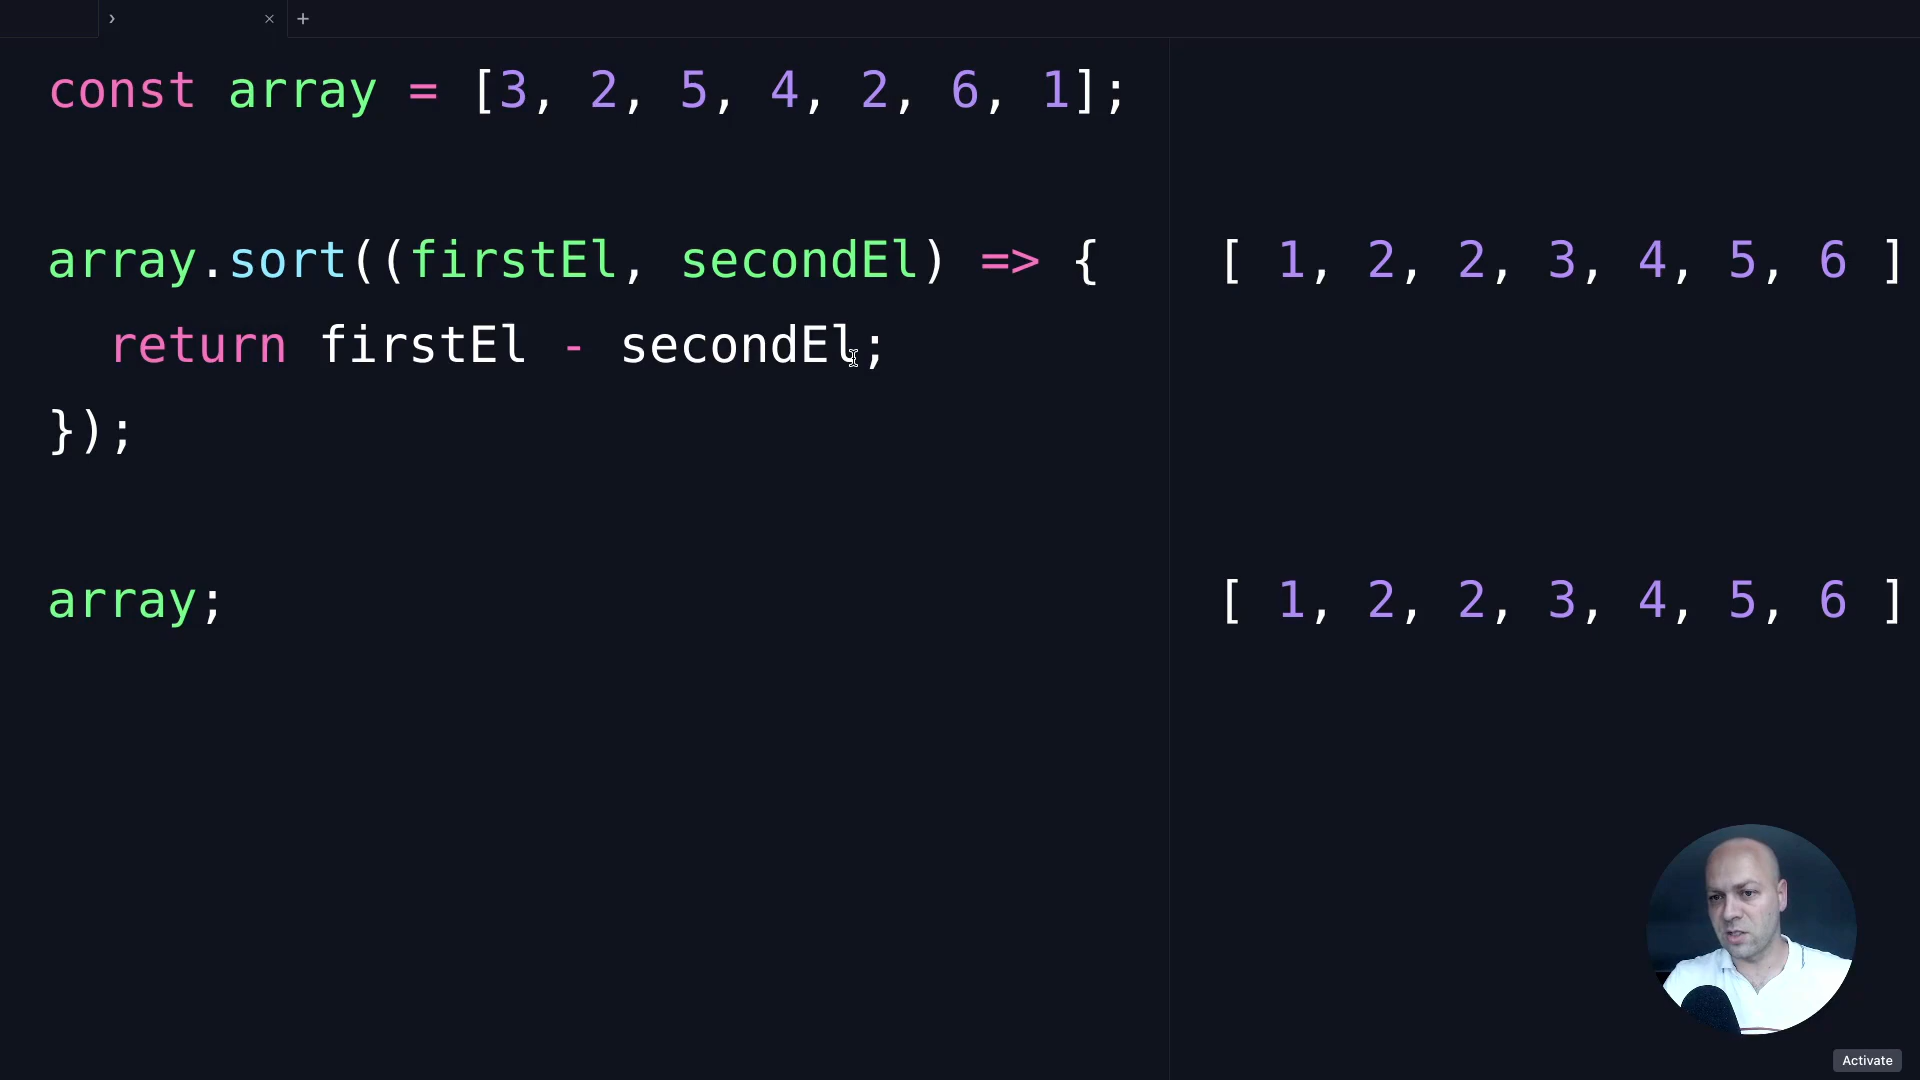 const array = [3, 2, 5, 4, 2, 6, 1];
array.sort((firstEl, secondEl) => { [ 1, 2, 2, 3, 4, 5, 6 ]
return firstEl - secondEl;
});
array; [ 1, 2, 2, 3, 4, 5, 6 ]
Activate